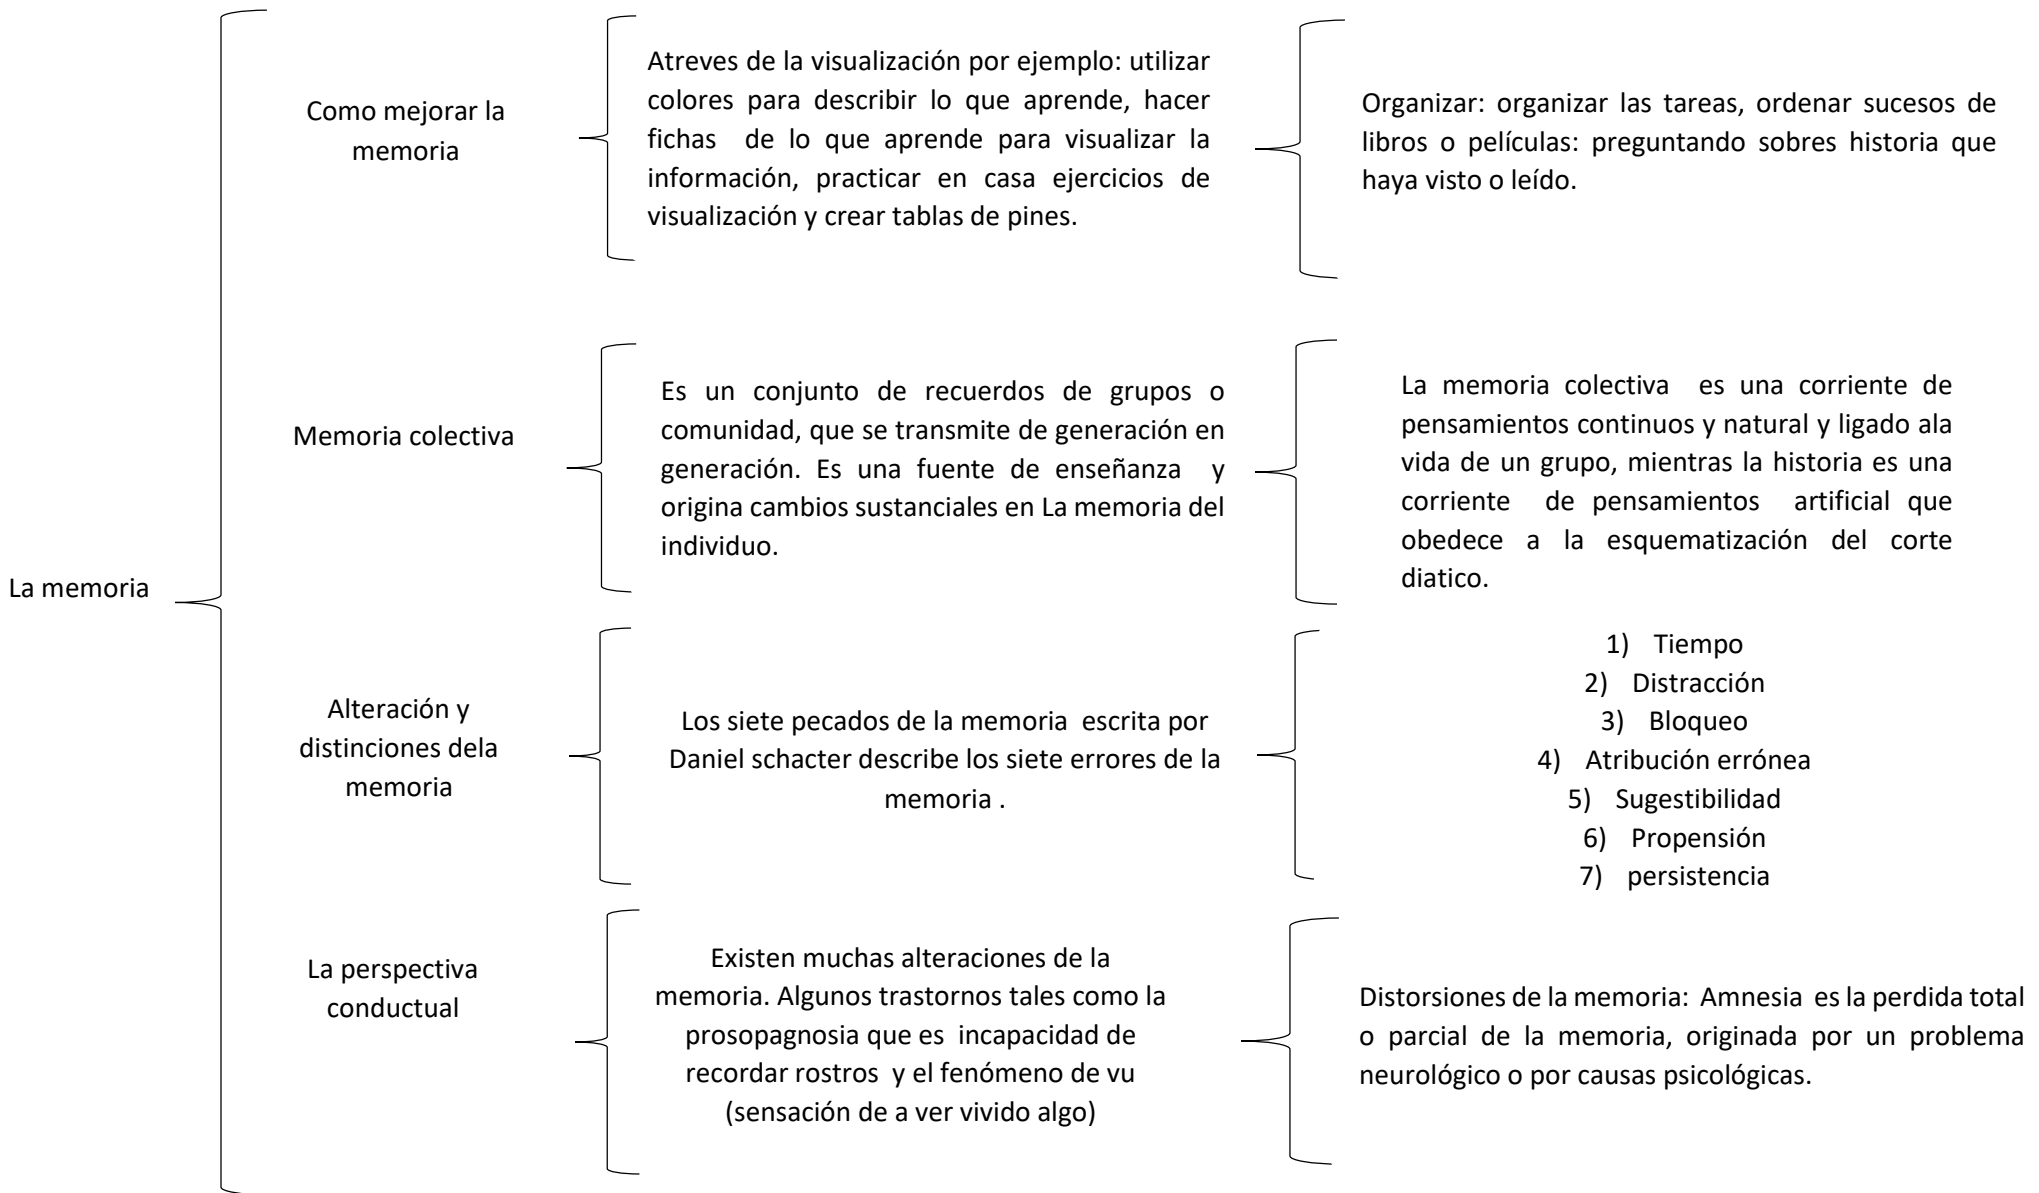 La memoria
Como mejorar la
memoria
Atreves de la visualización por ejemplo: utilizar
colores para describir lo que aprende, hacer
fichas de lo que aprende para visualizar la
información, practicar en casa ejercicios de
visualización y crear tablas de pines.
Organizar: organizar las tareas, ordenar sucesos de
libros o películas: preguntando sobres historia que
haya visto o leído.
Memoria colectiva
Es un conjunto de recuerdos de grupos o
comunidad, que se transmite de generación en
generación. Es una fuente de enseñanza y
origina cambios sustanciales en La memoria del
individuo.
La memoria colectiva es una corriente de
pensamientos continuos y natural y ligado ala
vida de un grupo, mientras la historia es una
corriente de pensamientos artificial que
obedece a la esquematización del corte
diatico.
Alteración y
distinciones dela
memoria
Los siete pecados de la memoria escrita por
Daniel schacter describe los siete errores de la
memoria .
1) Tiempo
2) Distracción
3) Bloqueo
4) Atribución errónea
5) Sugestibilidad
6) Propensión
7) persistencia
La perspectiva
conductual
Existen muchas alteraciones de la
memoria. Algunos trastornos tales como la
prosopagnosia que es incapacidad de
recordar rostros y el fenómeno de vu
(sensación de a ver vivido algo)
Distorsiones de la memoria: Amnesia es la perdida total
o parcial de la memoria, originada por un problema
neurológico o por causas psicológicas.